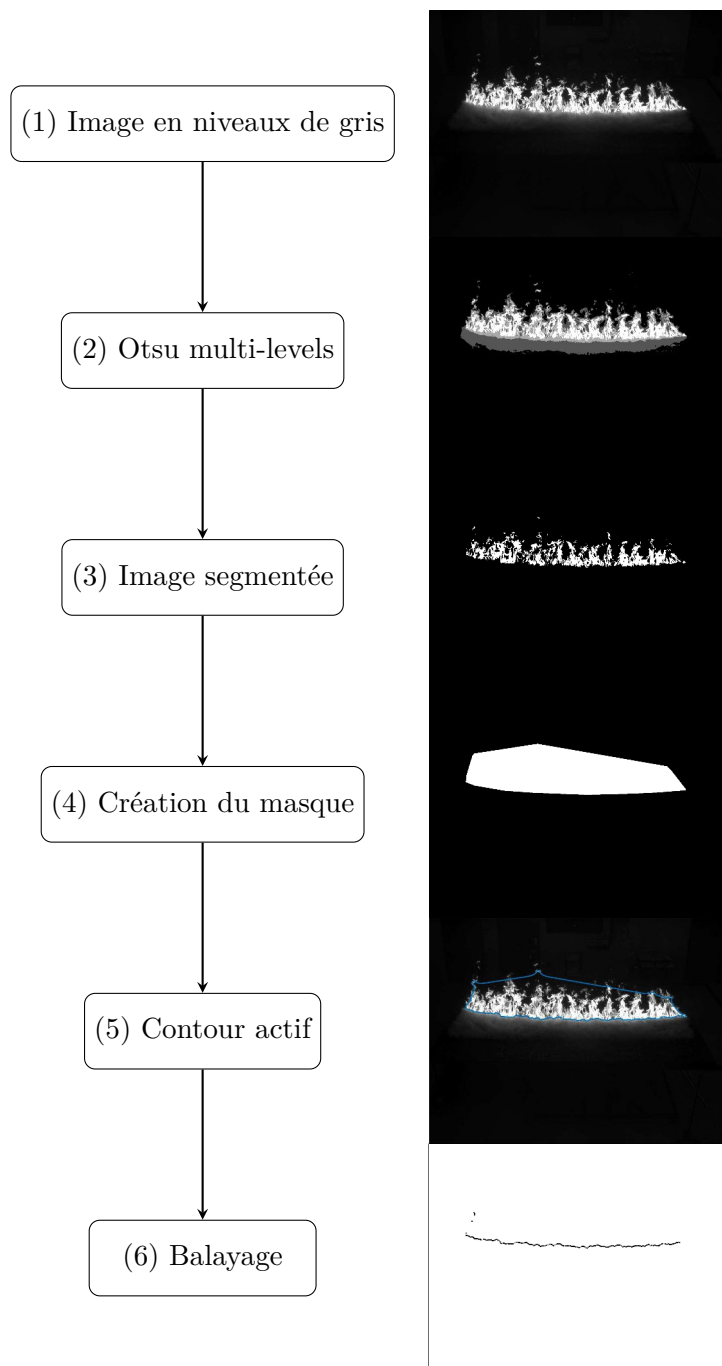 (1) Image en niveaux de gris
(2) Otsu multi-levels
(3) Image segmentée
(4) Création du masque
(5) Contour actif
(6) Balayage